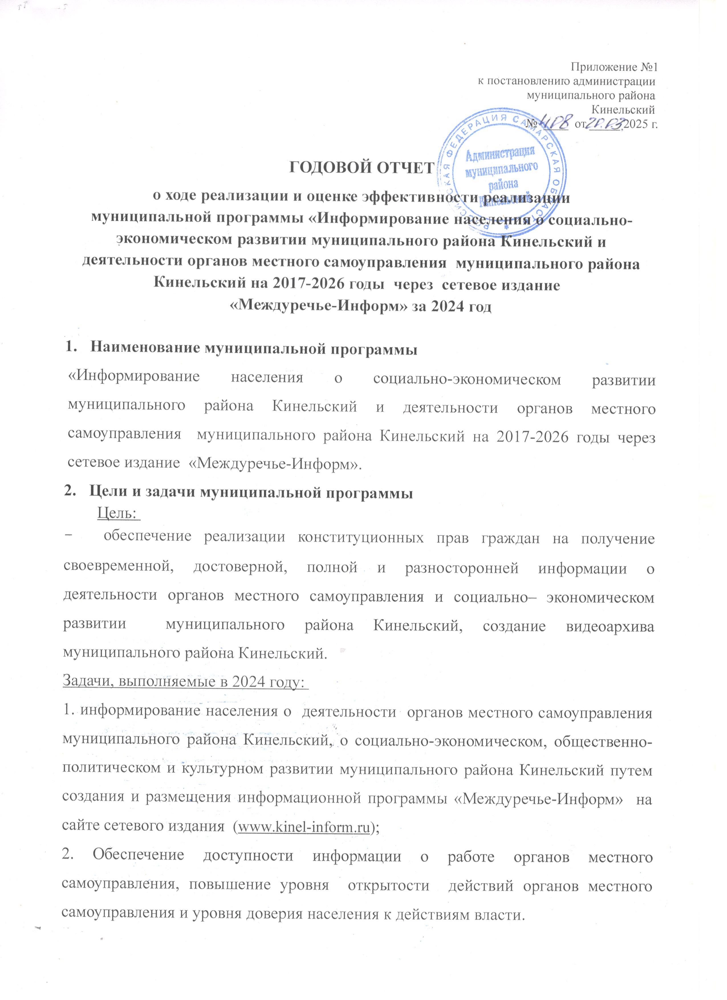 Приложение №1
к постановлению администрации
муниципального района
Кинельский
№ 408 от 20.03.2025 г.
РОССИЙСКАЯ ФЕДЕРАЦИЯ САМАРСКАЯ ОБЛАСТЬ
Администрация
муниципального
района
Кинельский
ГОДОВОЙ ОТЧЕТ
о ходе реализации и оценке эффективности реализации
муниципальной программы «Информирование населения о социально-
экономическом развитии муниципального района Кинельский и
деятельности органов местного самоуправления муниципального района
Кинельский на 2017-2026 годы через сетевое издание
«Междуречье-Информ» за 2024 год
1. Наименование муниципальной программы
«Информирование населения о социально-экономическом развитии
муниципального района Кинельский и деятельности органов местного
самоуправления муниципального района Кинельский на 2017-2026 годы через
сетевое издание «Междуречье-Информ».
2. Цели и задачи муниципальной программы
Цель:
– обеспечение реализации конституционных прав граждан на получение
своевременной, достоверной, полной и разносторонней информации о
деятельности органов местного самоуправления и социально– экономическом
развитии муниципального района Кинельский, создание видеоархива
муниципального района Кинельский.
Задачи, выполняемые в 2024 году:
1. информирование населения о деятельности органов местного самоуправления
муниципального района Кинельский, о социально-экономическом, общественно-
политическом и культурном развитии муниципального района Кинельский путем
создания и размещения информационной программы «Междуречье-Информ» на
сайте сетевого издания (www.kinel-inform.ru);
2. Обеспечение доступности информации о работе органов местного
самоуправления, повышение уровня открытости действий органов местного
самоуправления и уровня доверия населения к действиям власти.